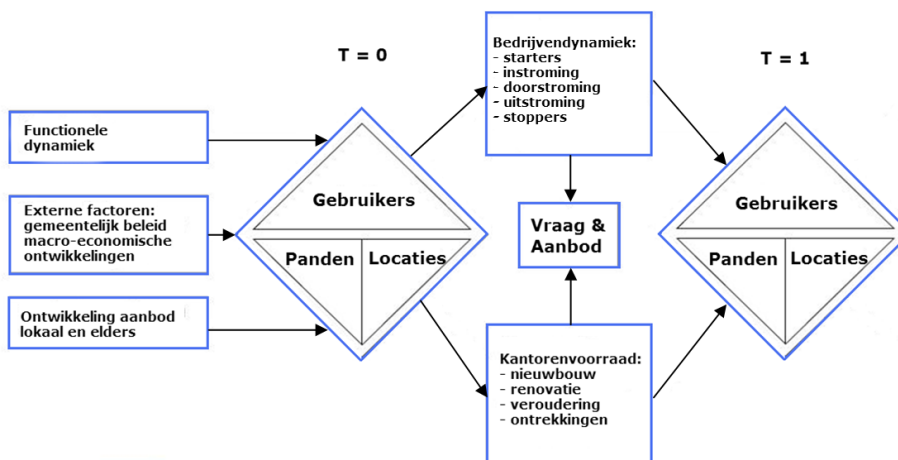 T = 0
Bedrijvendynamiek:
- starters
- instroming
- doorstroming
- uitstroming
- stoppers
T = 1
Functionele
dynamiek
Externe factoren:
gemeentelijk beleid
macro-economische
ontwikkelingen
Ontwikkeling aanbod
lokaal en elders
Gebruikers
Panden
Locaties
Vraag &
Aanbod
Kantorenvoorraad:
- nieuwbouw
- renovatie
- veroudering
- ontrekkingen
Gebruikers
Panden
Locaties